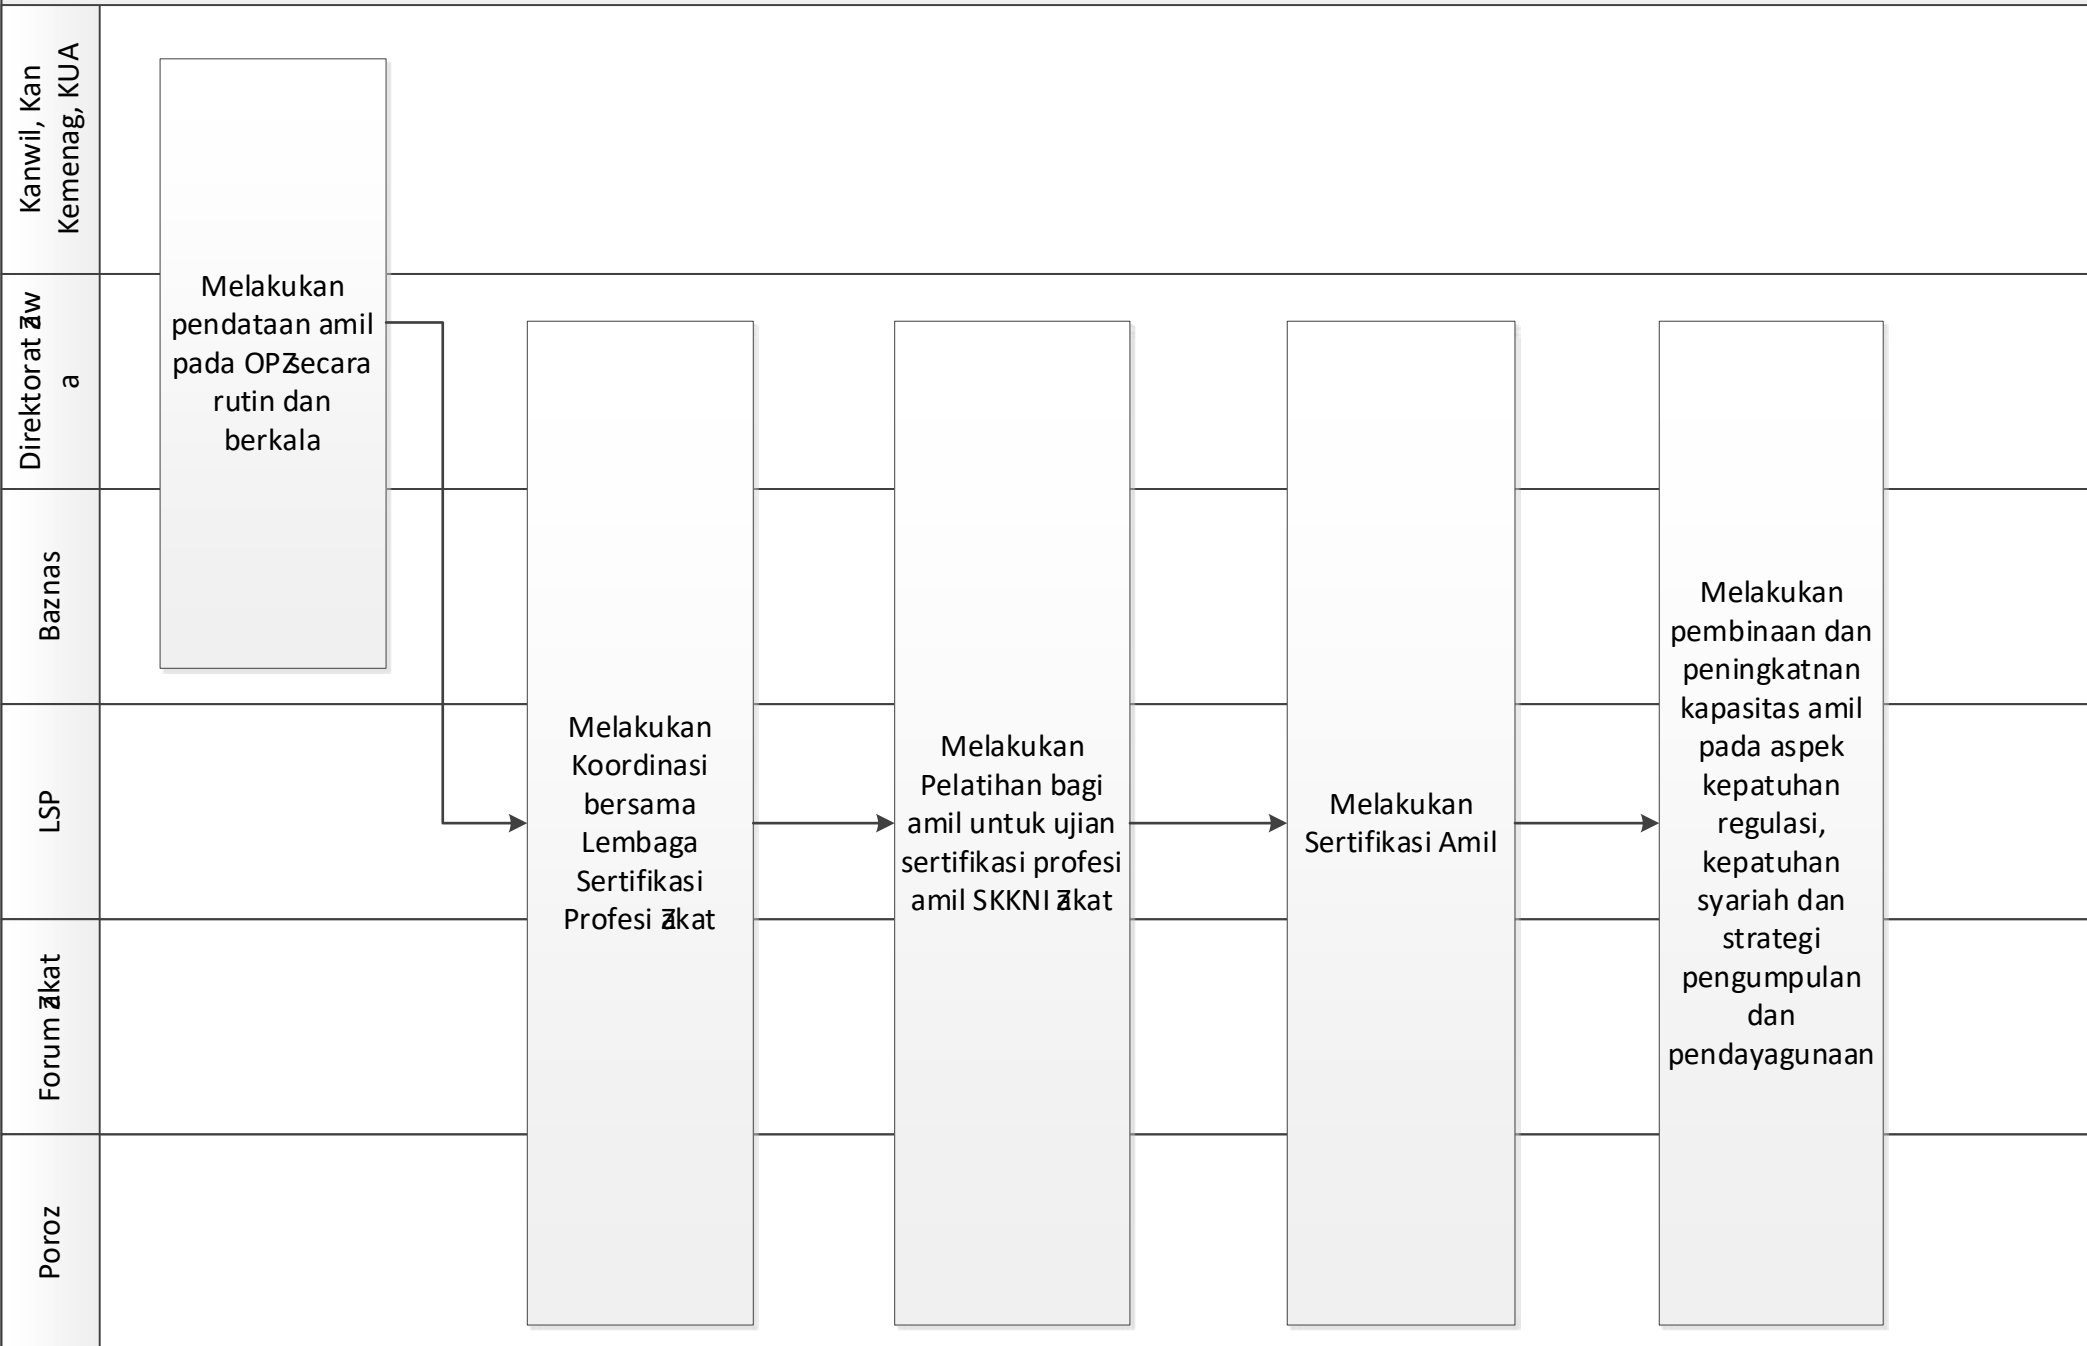 Kanwil, Kan
Kemenag, KUA
Direktorat Zaw
a
Baznas
LSP
Forum Zakat
Poroz
Melakukan
pendataan amil
pada OPZ secara
rutin dan
berkala
Melakukan
Koordinasi
bersama
Lembaga
Sertifikasi
Profesi Zakat
Melakukan
Pelatihan bagi
amil untuk ujian
sertifikasi profesi
amil SKKNI Zakat
Melakukan
Sertifikasi Amil
Melakukan
pembinaan dan
peningkatnan
kapasitas amil
pada aspek
kepatuhan
regulasi,
kepatuhan
syariah dan
strategi
pengumpulan
dan
pendayagunaan